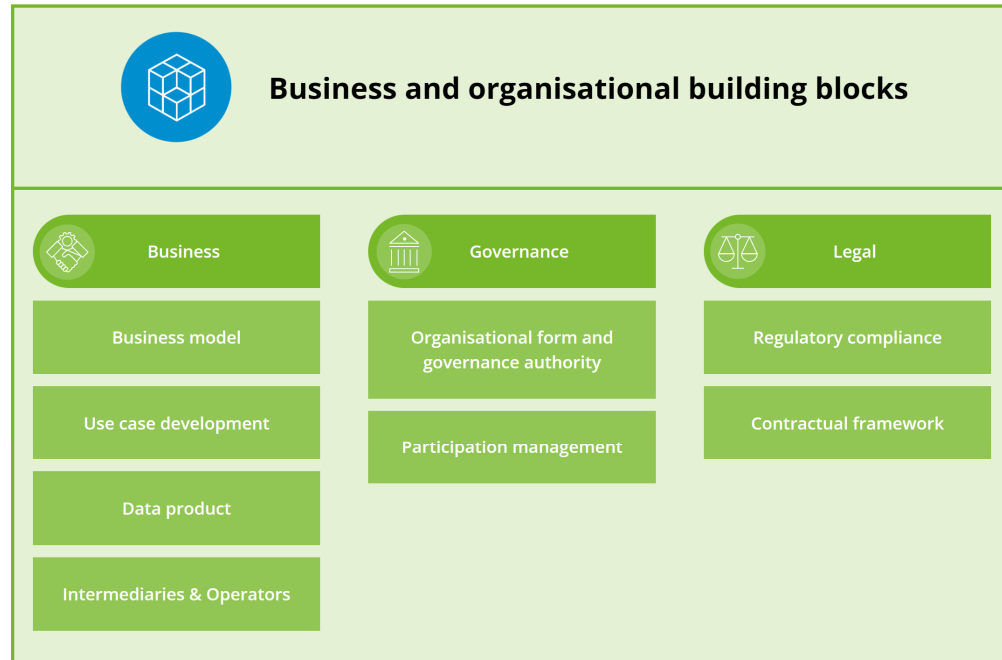 Business and organisational building blocks
Business
Business model
Use case development
Data product
Intermediaries & Operators
Governance
Organisational form and
governance authority
Participation management
Legal
Regulatory compliance
Contractual framework